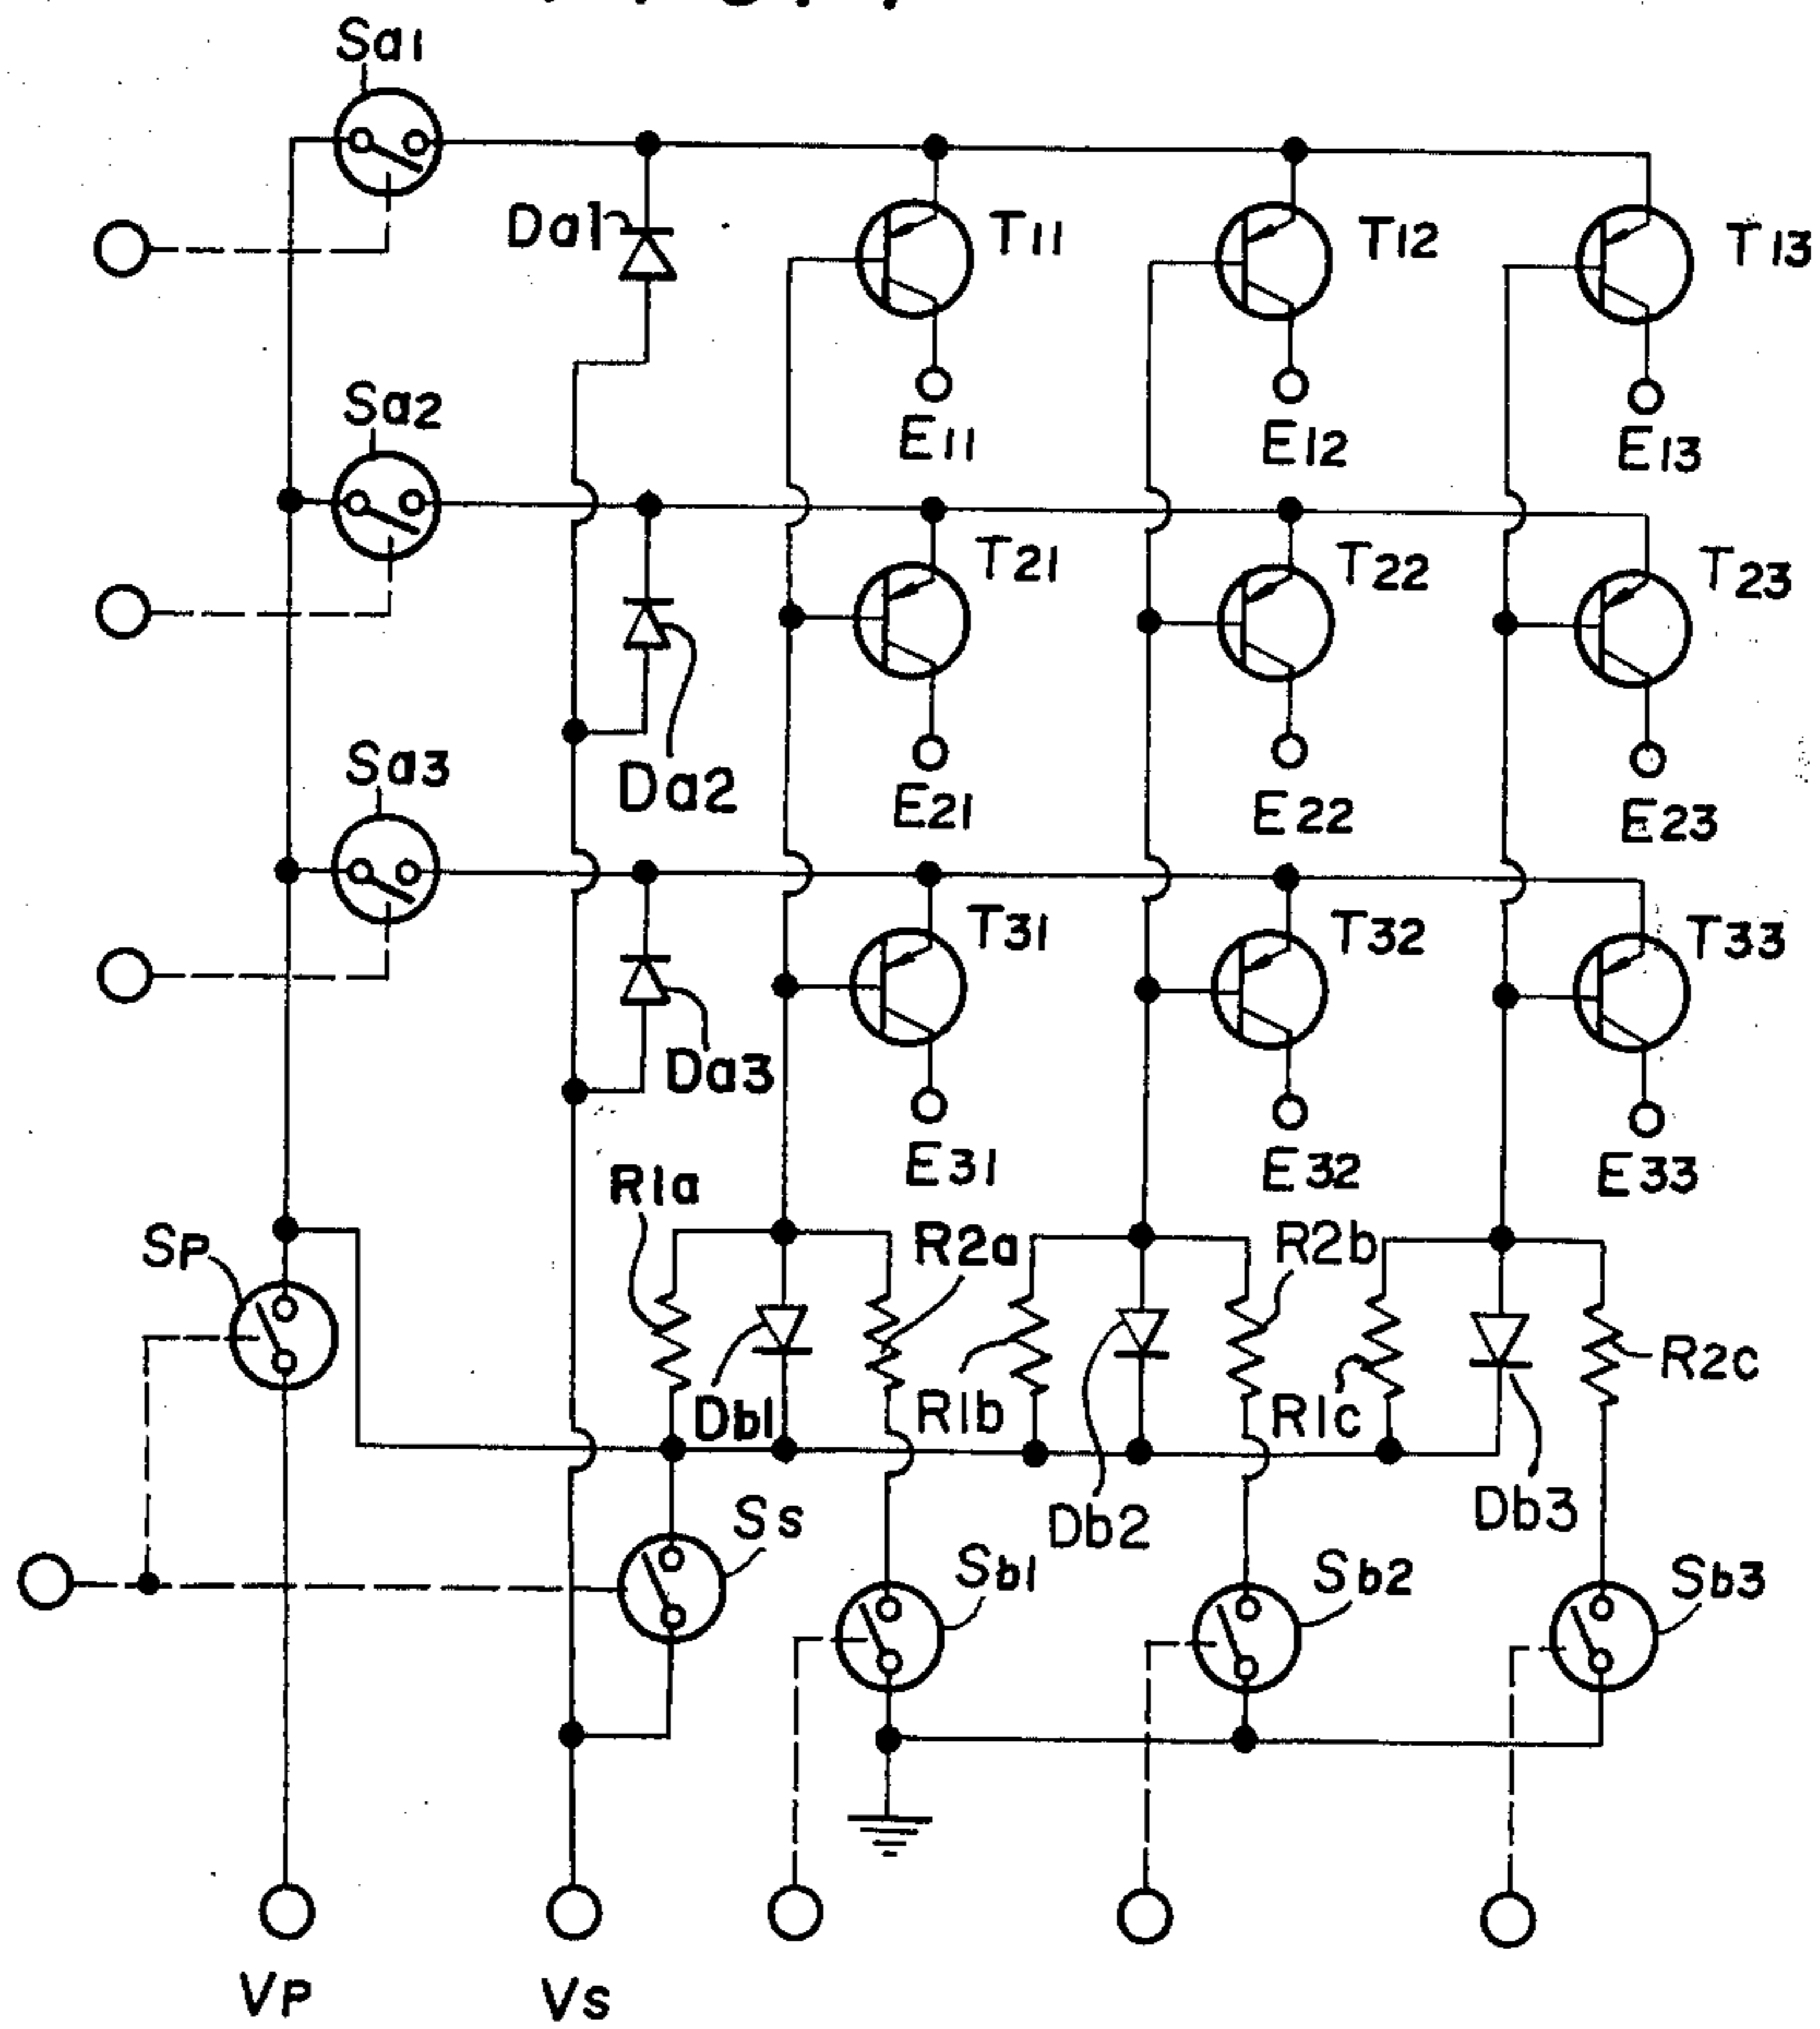 Sa1
Da1 T11 T12 T13
E11 E12 E13
Sa2
T21 T22 T23
Da2
E21 E22 E23
Sa3
T31 T32 T33
Da3
E31 E32 E33
R1a
SP R2a R2b
R2c
Db1 R1b R1c
Ss Db2 Db3
Sb1 Sb2 Sb3
VP Vs